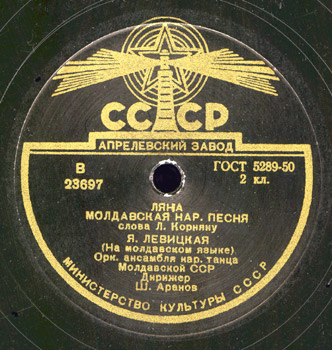 СССР
АПРЕЛЕВСКИЙ ЗАВОД
В
23697
ГОСТ 5289-50
2 кл.
ЛЯНА
МОЛДАВСКАЯ НАР. ПЕСНЯ
слова Л. Корняну
Я. ЛЕВИЦКАЯ
(На молдавском языке)
Орк. ансамбля нар. танца
Молдавской ССР
Дирижер
Ш. Аранов
МИНИСТЕРСТВО КУЛЬТУРЫ СССР